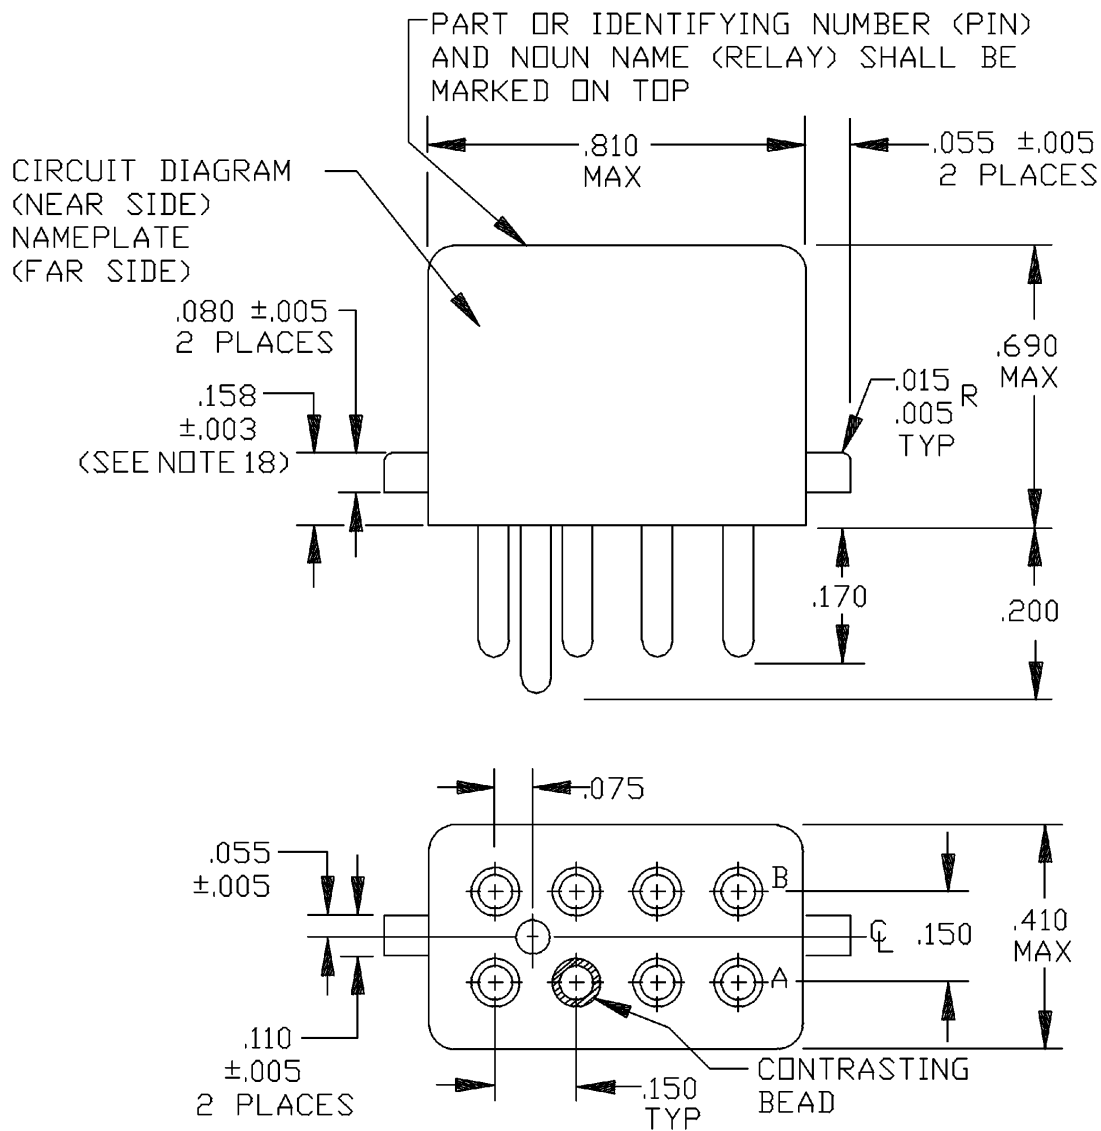 PART OR IDENTIFYING NUMBER (PIN)
AND NOUN NAME (RELAY) SHALL BE
MARKED ON TOP
.810
MAX
.055 ±.005
2 PLACES
CIRCUIT DIAGRAM
(NEAR SIDE)
NAMEPLATE
(FAR SIDE)
.080 ±.005
2 PLACES
.158
±.003
(SEE NOTE 18)
.690
MAX
.015 R
.005
TYP
.170
.200
.075
.055
±.005
B
℄ .150
.410
MAX
A
.110
±.005
2 PLACES
.150
TYP
CONTRASTING
BEAD